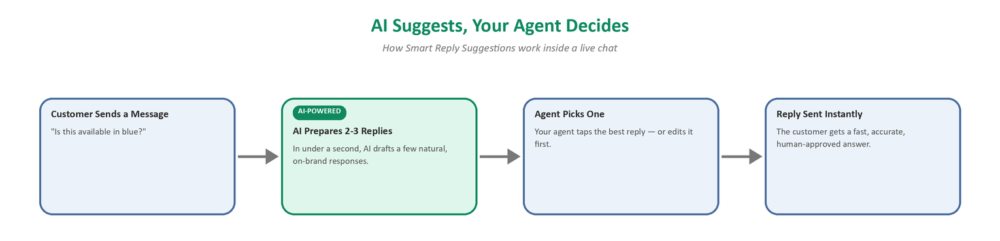 AI Suggests, Your Agent Decides
How Smart Reply Suggestions work inside a live chat
Customer Sends a Message
"Is this available in blue?"
AI-POWERED
AI Prepares 2-3 Replies
In under a second, AI drafts a few natural,
on-brand responses.
Agent Picks One
Your agent taps the best reply — or edits it
first.
Reply Sent Instantly
The customer gets a fast, accurate,
human-approved answer.